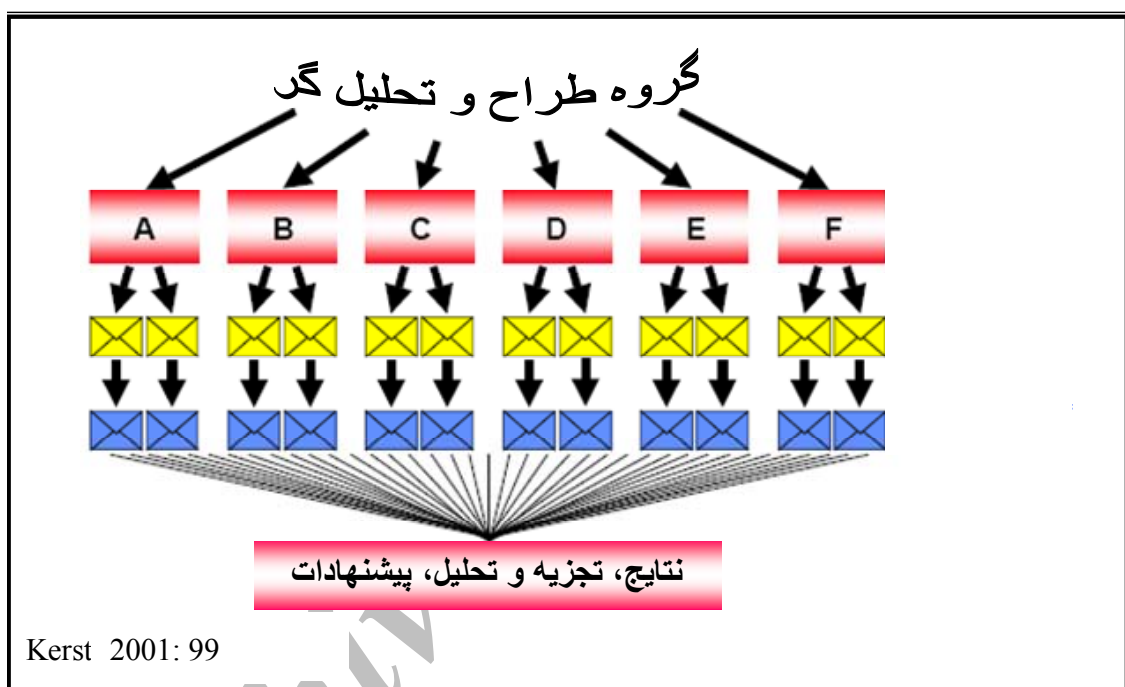 گروه طراح و تحلیل گر
A B C D E F
نتایج، تجزیه و تحلیل، پیشنهادات
Kerst 2001: 99